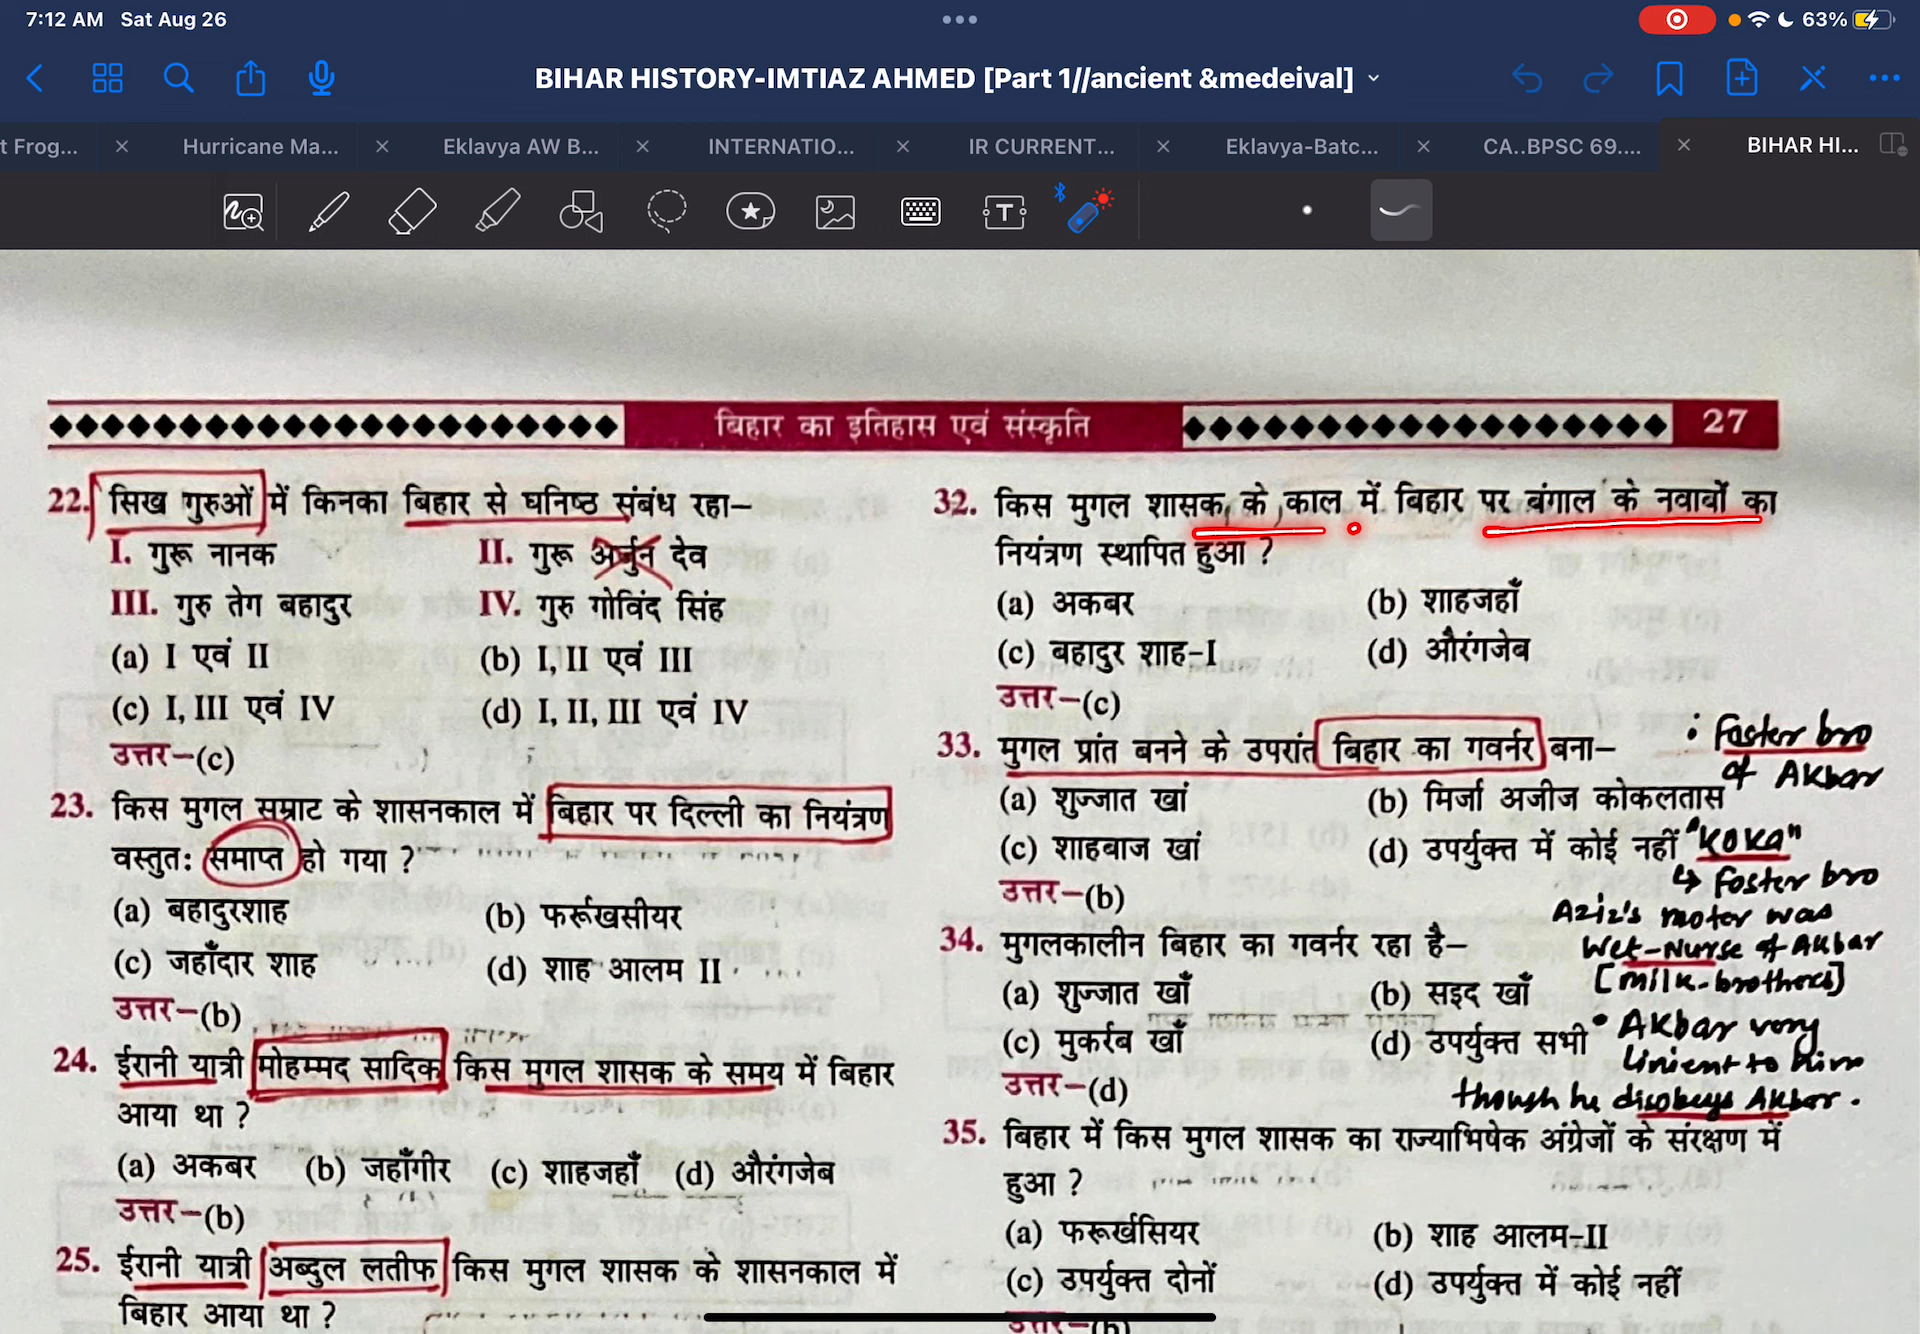 7:12 AM Sat Aug 26
63%
BIHAR HISTORY-IMTIAZ AHMED [Part 1//ancient &medeival]
t Frog...
Hurricane Ma...
Eklavya AW B...
INTERNATIO...
IR CURRENT...
Eklavya-Batc...
CA..BPSC 69....
BIHAR HI...
बिहार का इतिहास एवं संस्कृति
27
22. सिख गुरुओं में किनका बिहार से घनिष्ठ संबंध रहा–
I. गुरू नानक II. गुरू अर्जुन देव
III. गुरु तेग बहादुर IV. गुरु गोविंद सिंह
(a) I एवं II (b) I, II एवं III
(c) I, III एवं IV (d) I, II, III एवं IV
उत्तर–(c)
23. किस मुगल सम्राट के शासनकाल में बिहार पर दिल्ली का नियंत्रण
वस्तुतः समाप्त हो गया ?
(a) बहादुरशाह (b) फर्रूखसीयर
(c) जहाँदार शाह (d) शाह आलम II
उत्तर–(b)
24. ईरानी यात्री मोहम्मद सादिक किस मुगल शासक के समय में बिहार
आया था ?
(a) अकबर (b) जहाँगीर (c) शाहजहाँ (d) औरंगजेब
उत्तर–(b)
25. ईरानी यात्री अब्दुल लतीफ किस मुगल शासक के शासनकाल में
बिहार आया था ?
32. किस मुगल शासक के काल में बिहार पर बंगाल के नवाबों का
नियंत्रण स्थापित हुआ ?
(a) अकबर (b) शाहजहाँ
(c) बहादुर शाह-I (d) औरंगजेब
उत्तर–(c)
33. मुगल प्रांत बनने के उपरांत बिहार का गवर्नर बना–
(a) शुज्जात खां (b) मिर्जा अजीज कोकलतास
(c) शाहबाज खां (d) उपर्युक्त में कोई नहीं
उत्तर–(b)
34. मुगलकालीन बिहार का गवर्नर रहा है–
(a) शुज्जात खाँ (b) सइद खाँ
(c) मुकर्रब खाँ (d) उपर्युक्त सभी
उत्तर–(d)
35. बिहार में किस मुगल शासक का राज्याभिषेक अंग्रेजों के संरक्षण में
हुआ ?
(a) फरूर्खसियर (b) शाह आलम-II
(c) उपर्युक्त दोनों (d) उपर्युक्त में कोई नहीं
उत्तर–(b)
• Foster bro
of Akbar
"KOKA"
↳ Foster bro
Aziz's motor was
Wet-Nurse of Akbar
[milk-brothers]
• Akbar very
linient to him
though he disobeys Akbar.